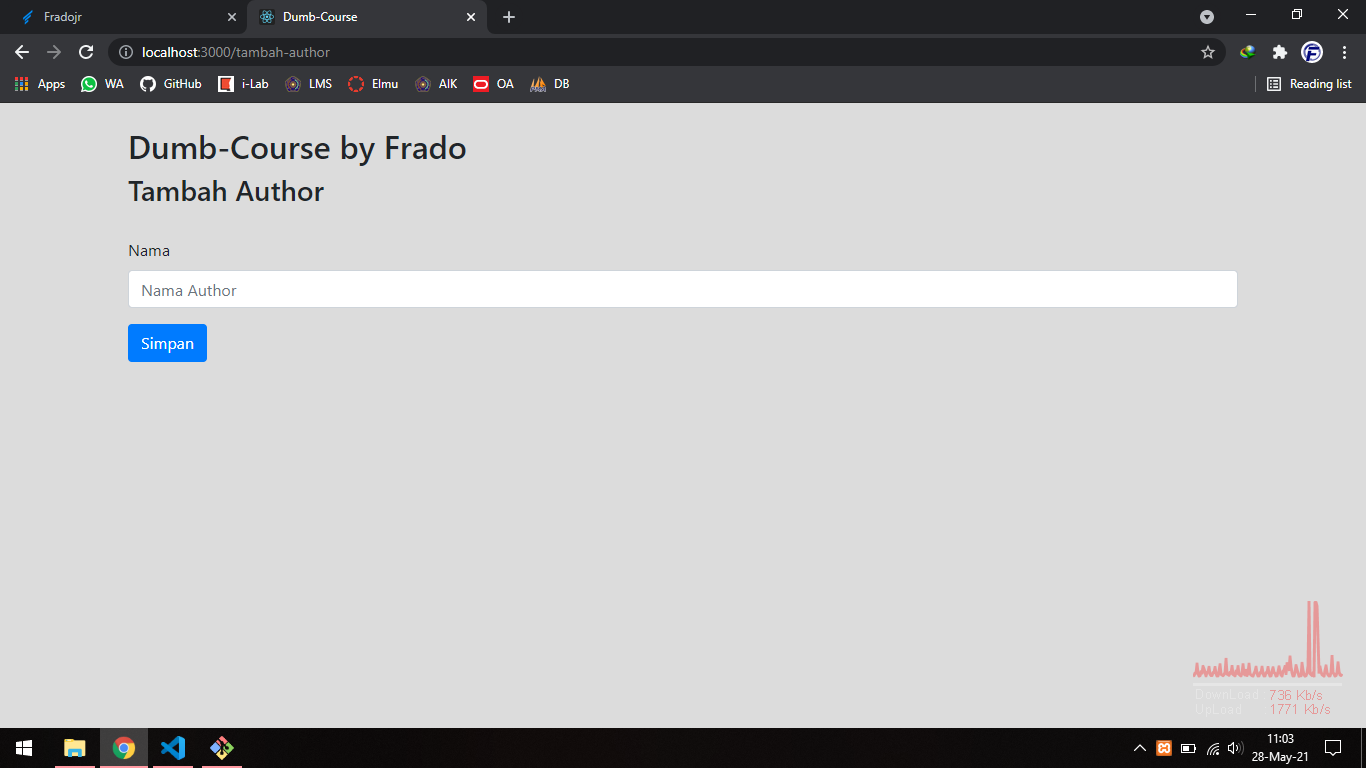 Fradojr
Dumb-Course
localhost:3000/tambah-author
Apps WA GitHub i-Lab LMS Elmu AIK OA DB Reading list
Dumb-Course by Frado
Tambah Author
Nama
Nama Author
Simpan
DownLoad 736 Kb/s
UpLoad 1771 Kb/s
11:03
28-May-21